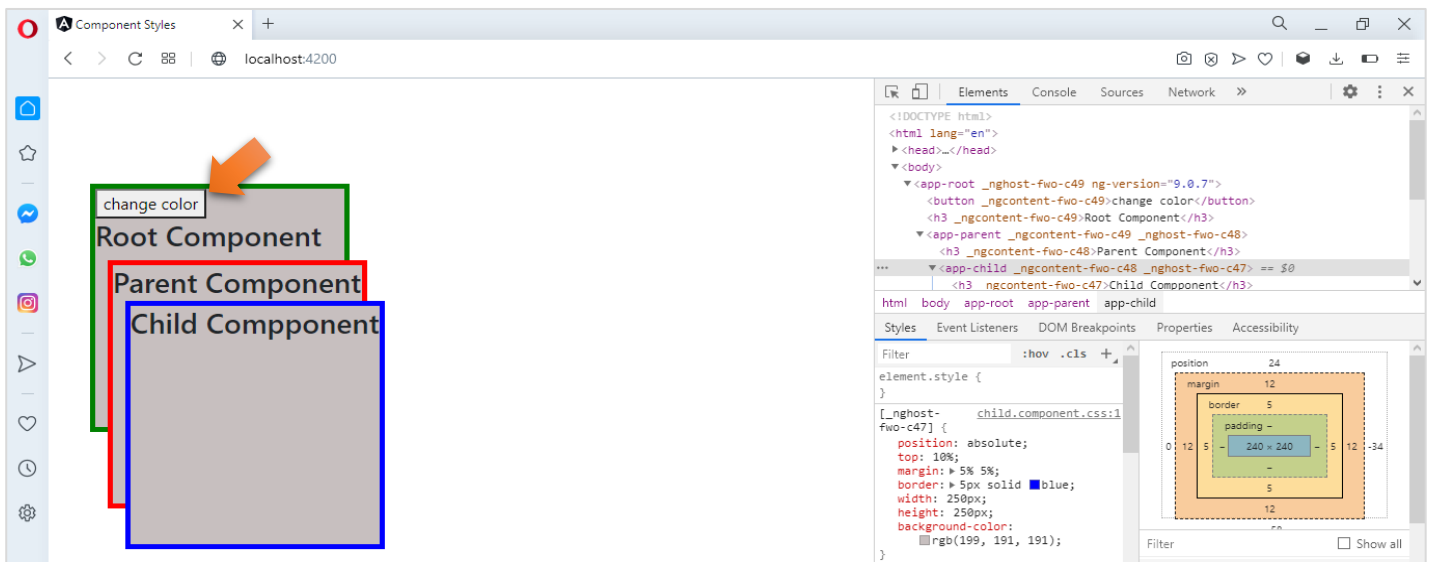 Component Styles
localhost:4200
change color
Root Component
Parent Component
Child Compponent
Elements Console Sources Network »
<!DOCTYPE html>
<html lang="en">
▶<head>…</head>
▼<body>
▼<app-root _nghost-fwo-c49 ng-version="9.0.7">
<button _ngcontent-fwo-c49>change color</button>
<h3 _ngcontent-fwo-c49>Root Component</h3>
▼<app-parent _ngcontent-fwo-c49 _nghost-fwo-c48>
<h3 _ngcontent-fwo-c48>Parent Component</h3>
… ▼<app-child _ngcontent-fwo-c48 _nghost-fwo-c47> == $0
<h3 _ngcontent-fwo-c47>Child Compponent</h3>
html body app-root app-parent app-child
Styles Event Listeners DOM Breakpoints Properties Accessibility
Filter :hov .cls +
element.style {
}
[_nghost- child.component.css:1
fwo-c47] {
position: absolute;
top: 10%;
margin: ▶ 5% 5%;
border: ▶ 5px solid blue;
width: 250px;
height: 250px;
background-color:
rgb(199, 191, 191);
}
position 24
margin 12
border 5
padding –
0 12 5 – 240 × 240 – 5 12 -34
–
5
12
Filter Show all